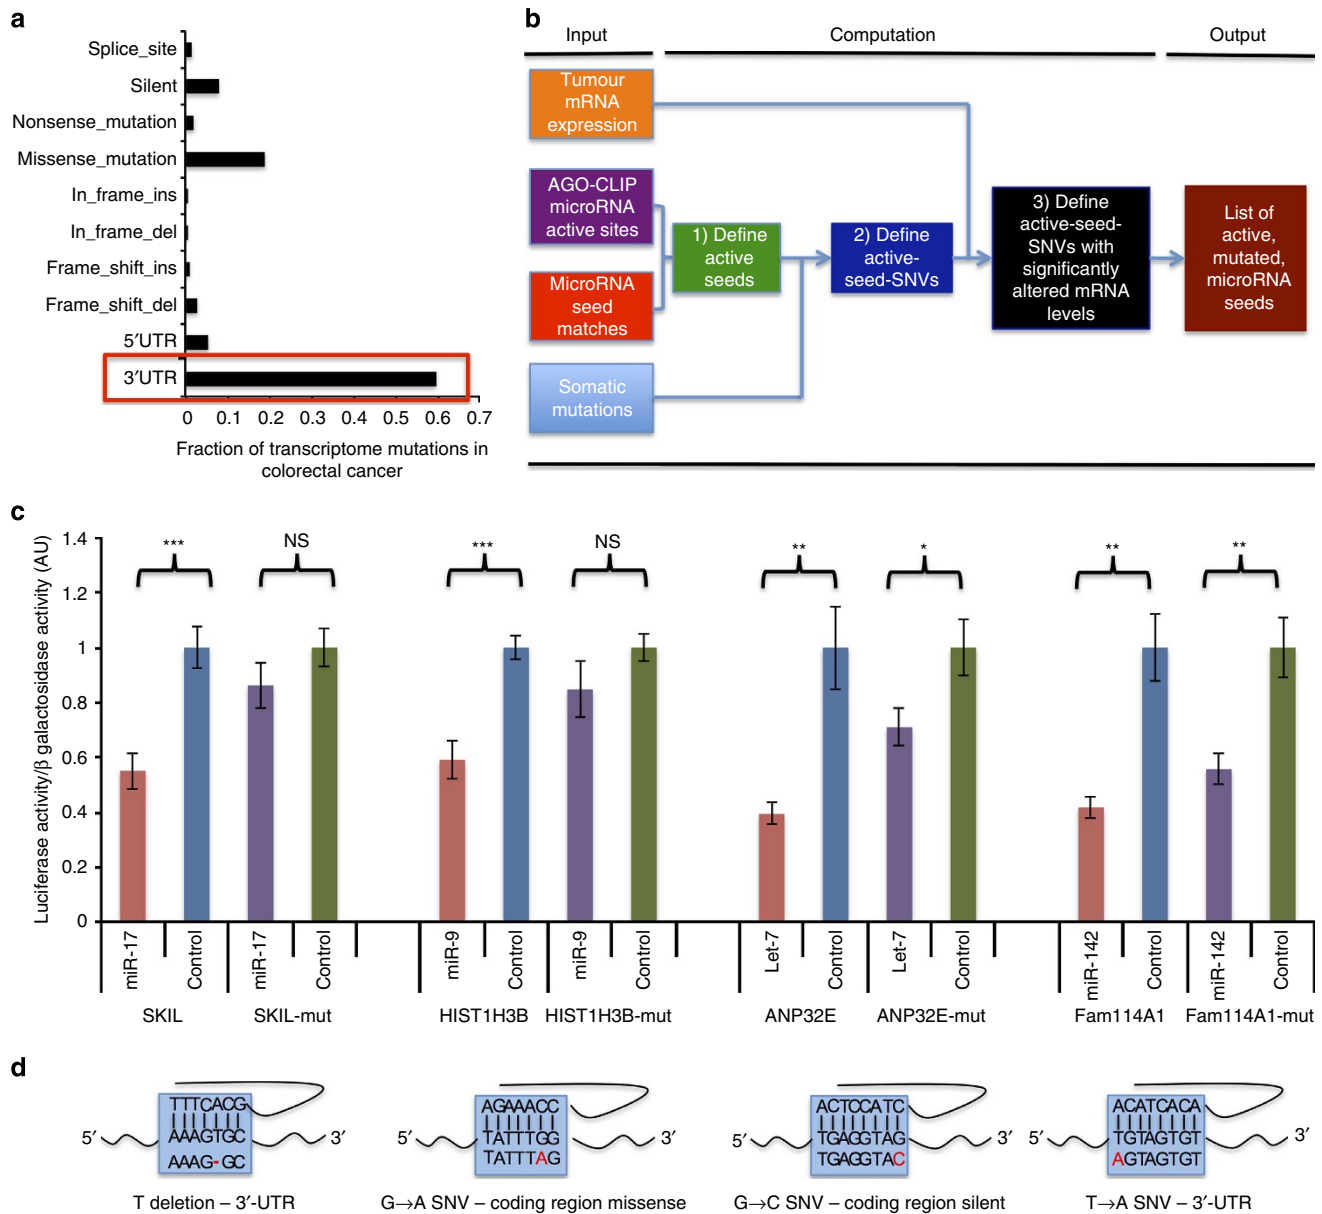 a
Splice_site
Silent
Nonsense_mutation
Missense_mutation
In_frame_ins
In_frame_del
Frame_shift_ins
Frame_shift_del
5′UTR
3′UTR
0 0.1 0.2 0.3 0.4 0.5 0.6 0.7
Fraction of transcriptome mutations in
colorectal cancer
b
Input Computation Output
Tumour
mRNA
expression
AGO-CLIP
microRNA
active sites
MicroRNA
seed
matches
Somatic
mutations
1) Define
active
seeds
2) Define
active-
seed-SNVs
3) Define
active-seed-
SNVs with
significantly
altered mRNA
levels
List of
active,
mutated,
microRNA
seeds
c
Luciferase activity/β galactosidase activity (AU)
1.4
1.2
1
0.8
0.6
0.4
0.2
0
*** NS *** NS ** * ** **
miR-17 Control miR-17 Control miR-9 Control miR-9 Control Let-7 Control Let-7 Control miR-142 Control miR-142 Control
SKIL SKIL-mut HIST1H3B HIST1H3B-mut ANP32E ANP32E-mut Fam114A1 Fam114A1-mut
d
TTTCACG
5′ AAAGTGC 3′
AAAG-GC
T deletion – 3′-UTR
AGAAACC
5′ TATTTGG 3′
TATTTAG
G→A SNV – coding region missense
ACTCCATC
5′ TGAGGTAG 3′
TGAGGTAC
G→C SNV – coding region silent
ACATCACA
5′ TGTAGTGT 3′
AGTAGTGT
T→A SNV – 3′-UTR